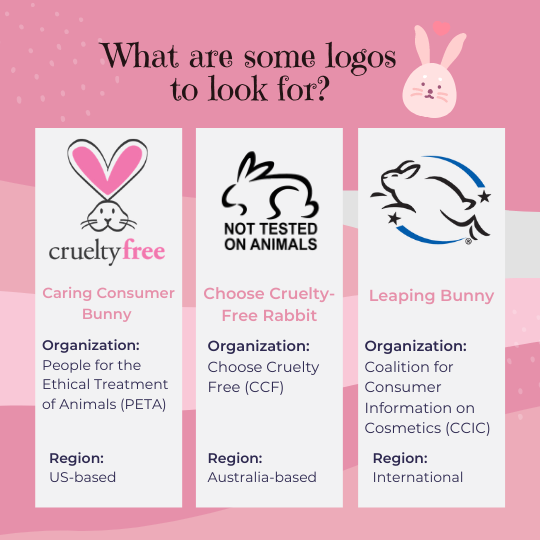 What are some logos
to look for?
crueltyfree
Caring Consumer
Bunny
Organization:
People for the
Ethical Treatment
of Animals (PETA)
Region:
US-based
NOT TESTED
ON ANIMALS
Choose Cruelty-
Free Rabbit
Organization:
Choose Cruelty
Free (CCF)
Region:
Australia-based
®
Leaping Bunny
Organization:
Coalition for
Consumer
Information on
Cosmetics (CCIC)
Region:
International